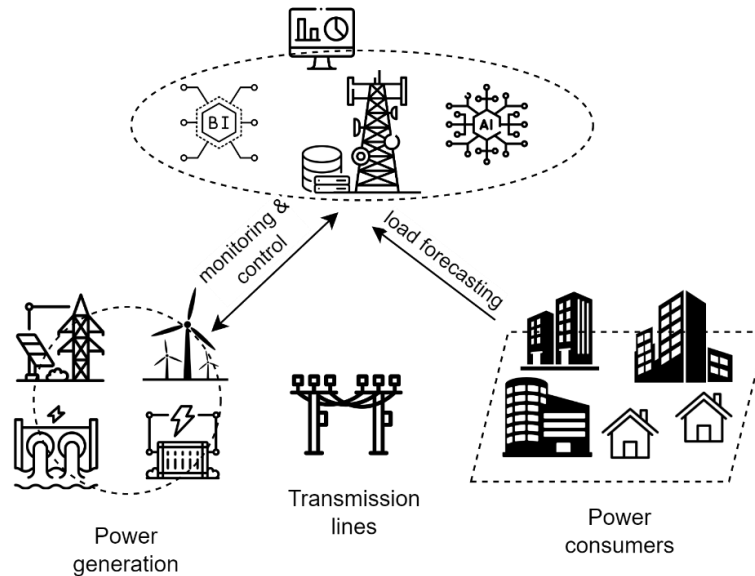 BI
AI
monitoring &
control
load forecasting
Transmission
lines
Power
generation
Power
consumers